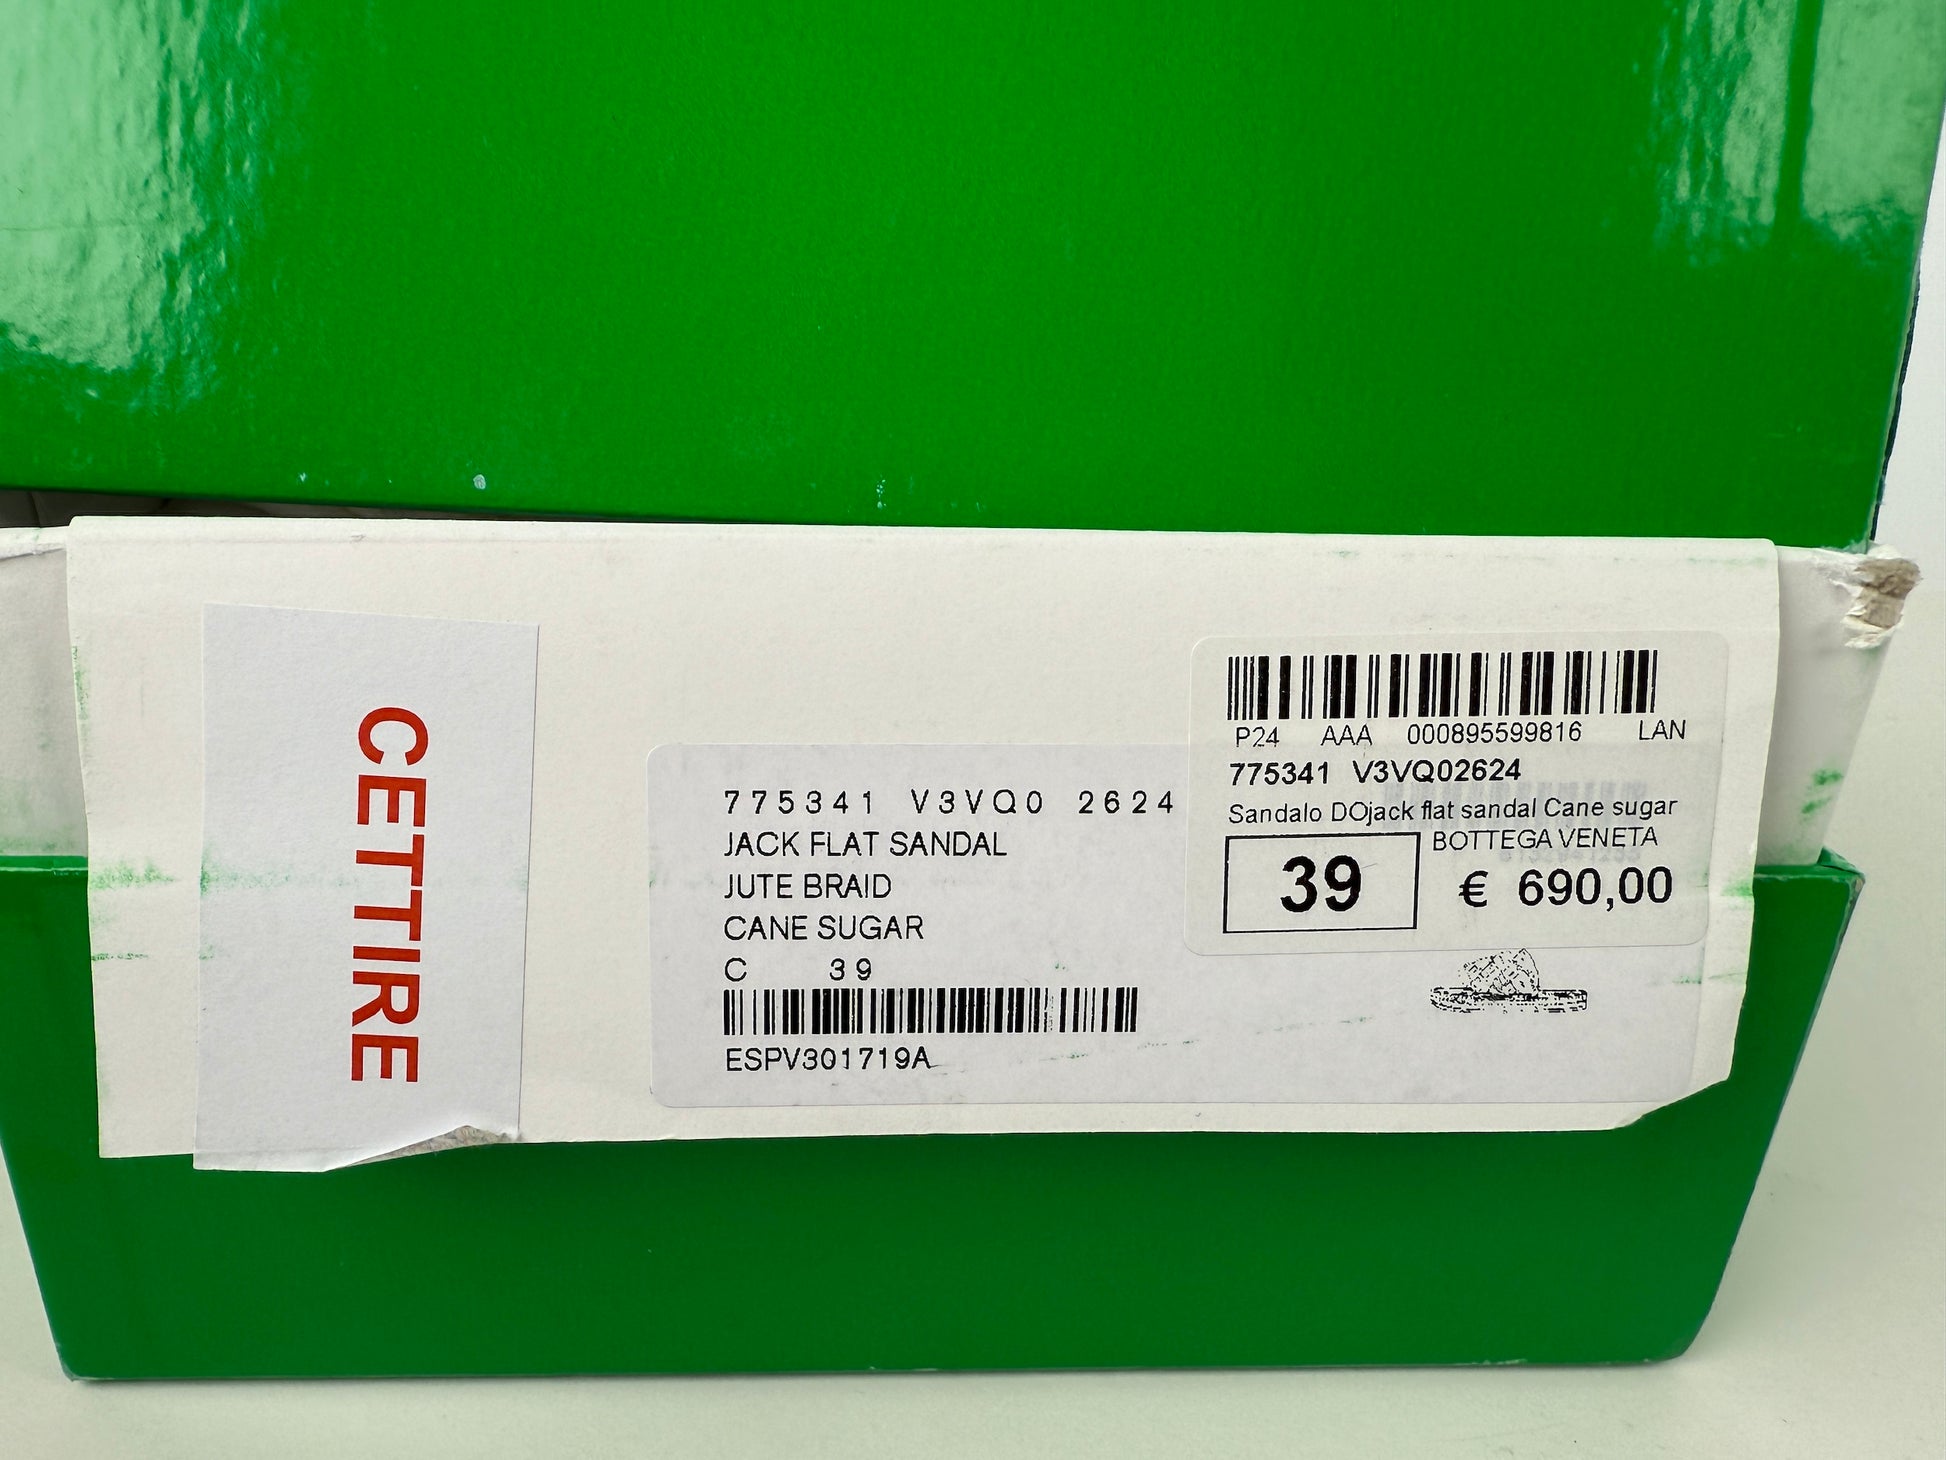 CETTIRE
775341 V3VQ0 2624
JACK FLAT SANDAL
JUTE BRAID
CANE SUGAR
C 39
ESPV301719A
P24 AAA 000895599816 LAN
775341 V3VQ02624
Sandalo DOjack flat sandal Cane sugar
BOTTEGA VENETA
39 € 690,00